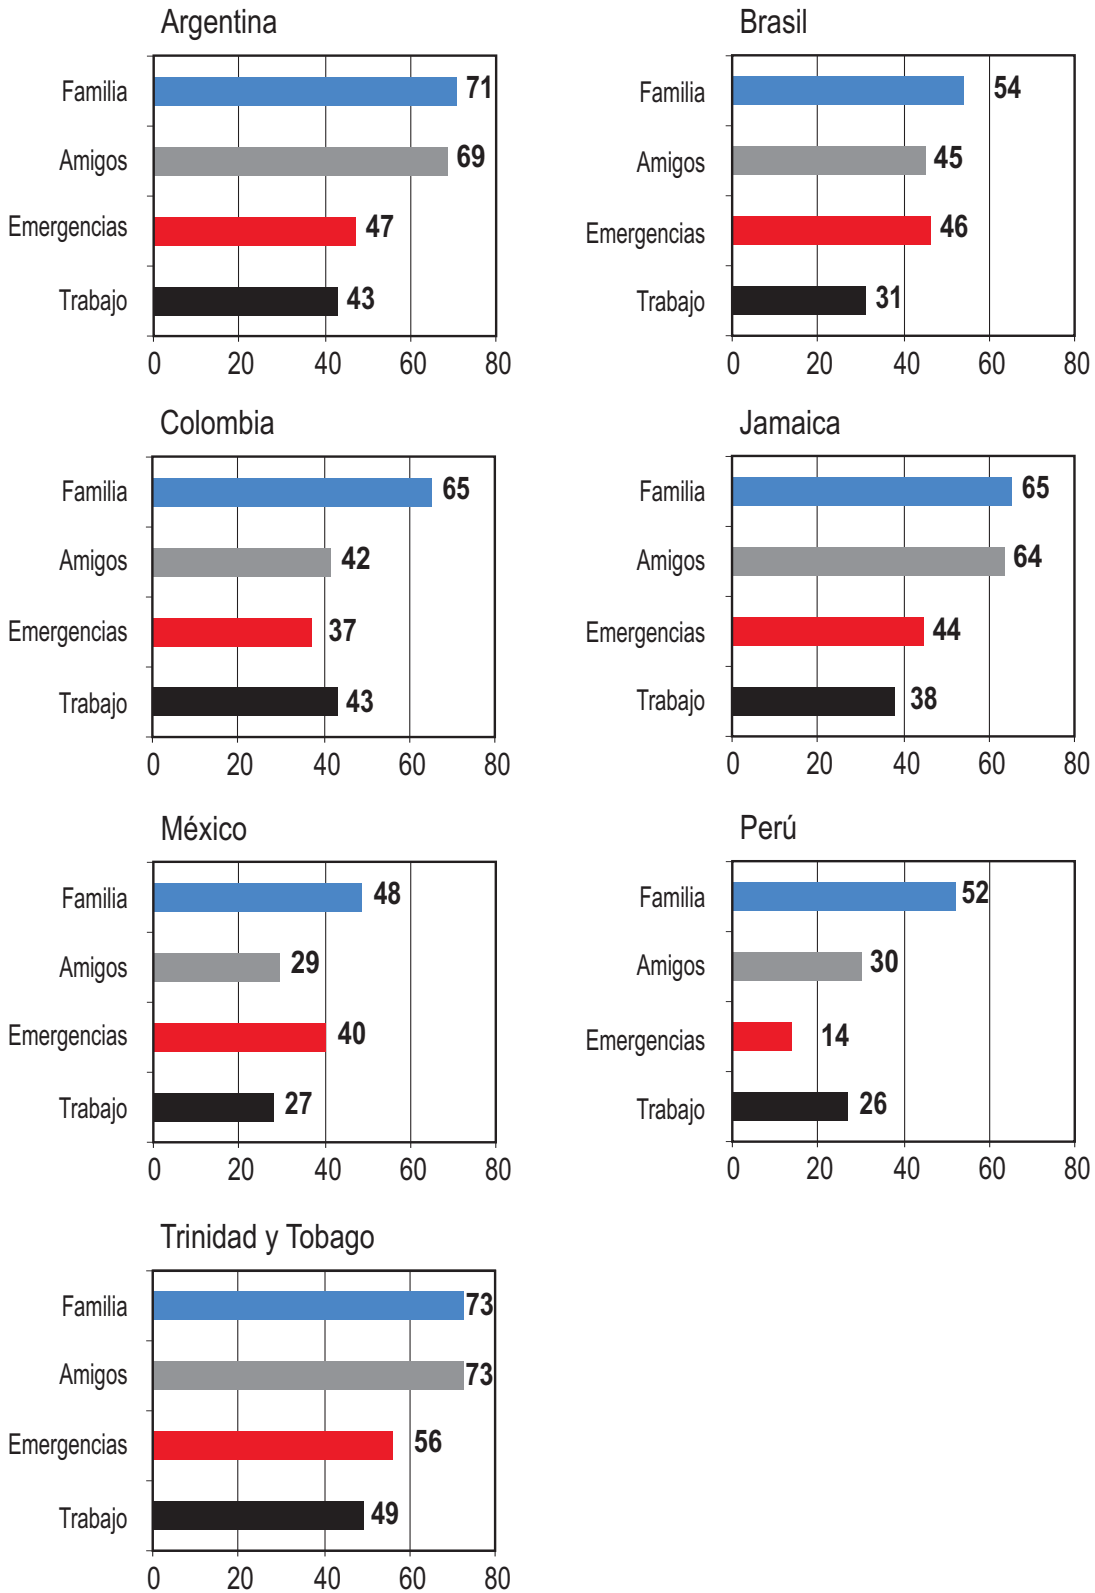 Argentina
Familia 71
Amigos 69
Emergencias 47
Trabajo 43
0 20 40 60 80
Brasil
Familia 54
Amigos 45
Emergencias 46
Trabajo 31
0 20 40 60 80
Colombia
Familia 65
Amigos 42
Emergencias 37
Trabajo 43
0 20 40 60 80
Jamaica
Familia 65
Amigos 64
Emergencias 44
Trabajo 38
0 20 40 60 80
México
Familia 48
Amigos 29
Emergencias 40
Trabajo 27
0 20 40 60 80
Perú
Familia 52
Amigos 30
Emergencias 14
Trabajo 26
0 20 40 60 80
Trinidad y Tobago
Familia 73
Amigos 73
Emergencias 56
Trabajo 49
0 20 40 60 80